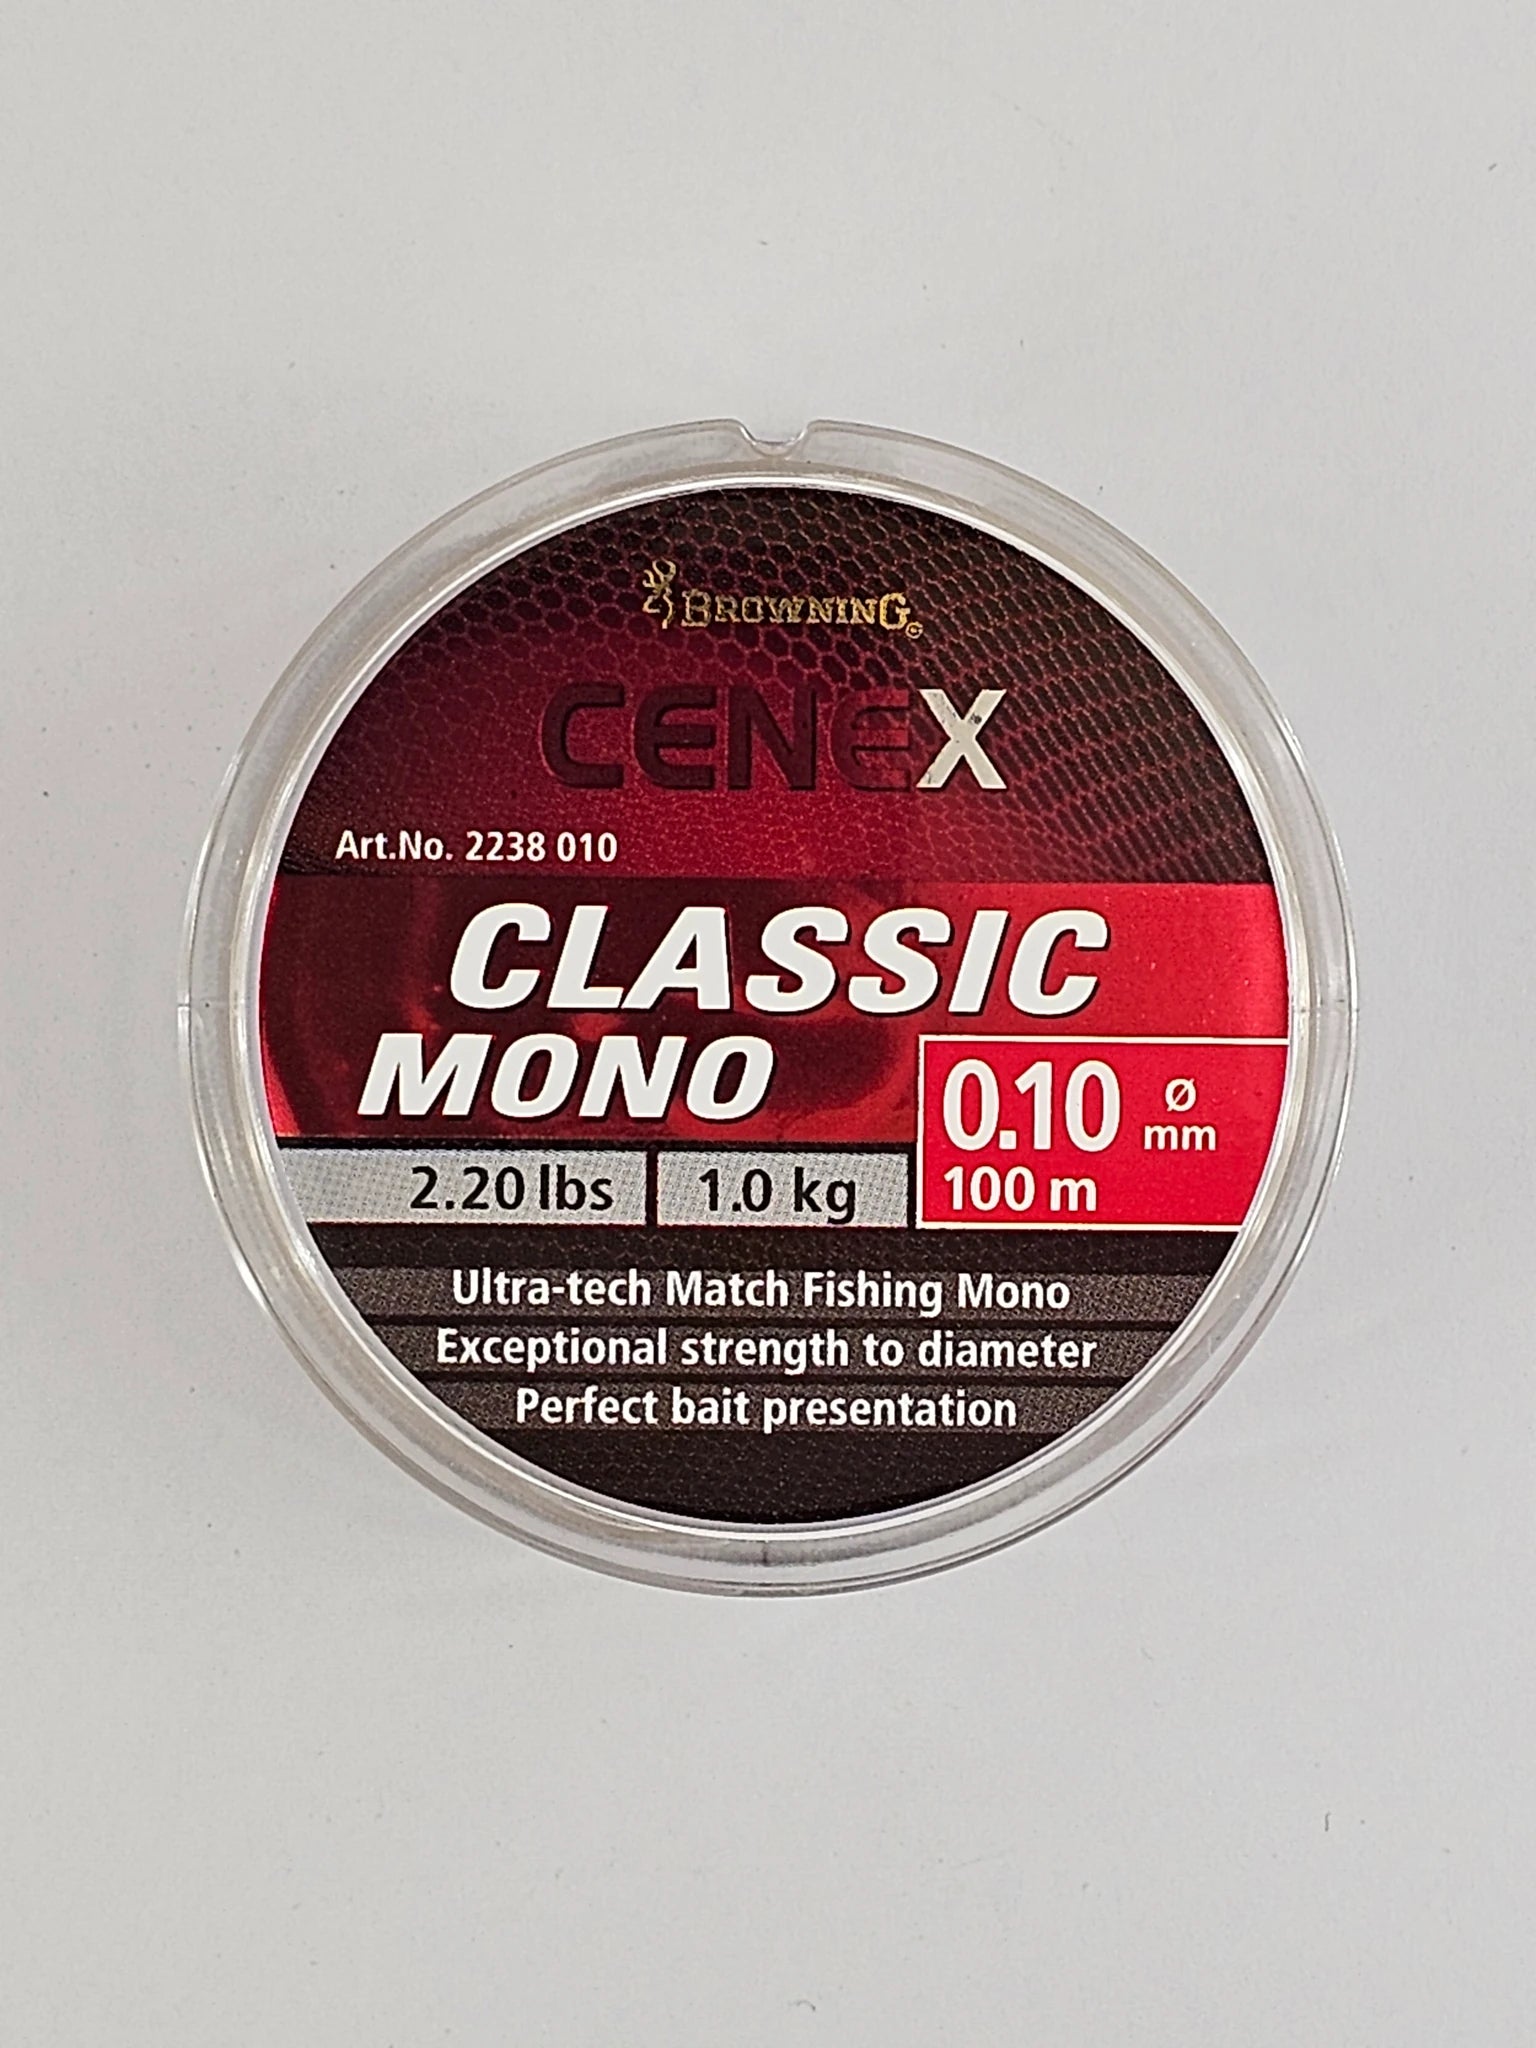 BROWNING
CENEX
Art.No. 2238 010
CLASSIC
MONO
0.10 ø mm
2.20 lbs 1.0 kg 100 m
Ultra-tech Match Fishing Mono
Exceptional strength to diameter
Perfect bait presentation